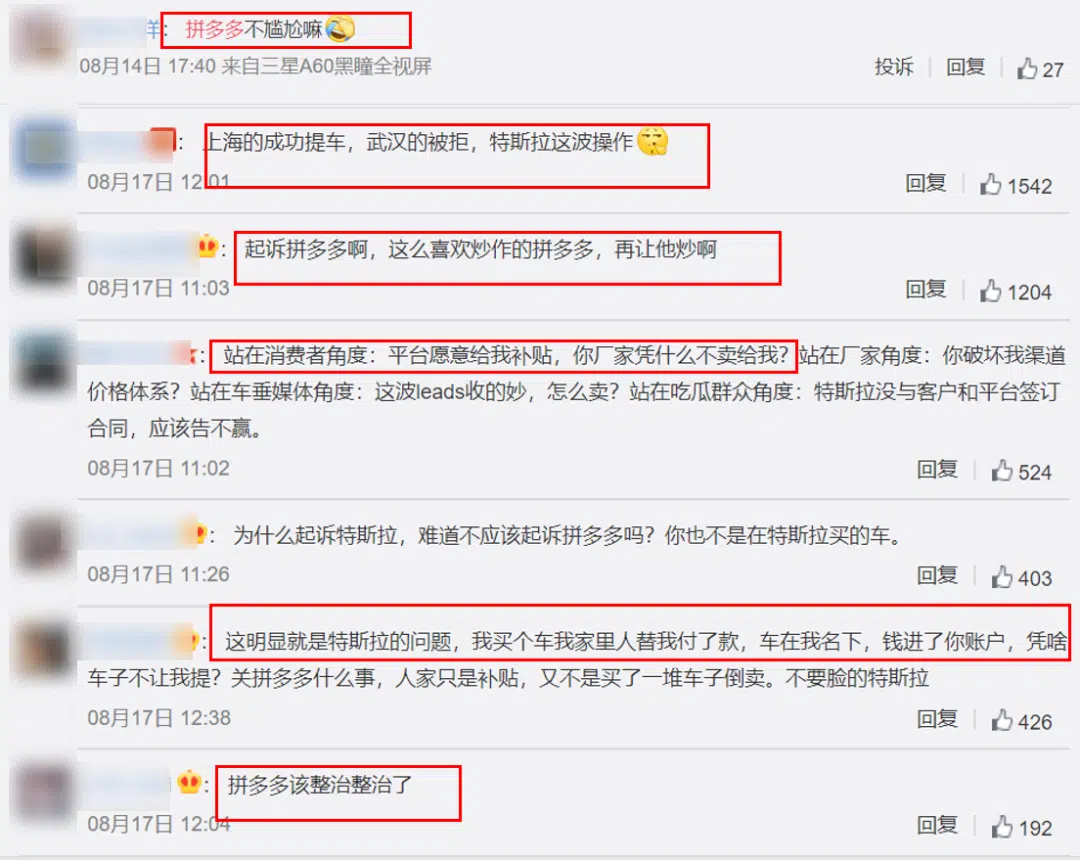 羊: 拼多多不尴尬嘛
08月14日 17:40 来自三星A60黑瞳全视屏
投诉 回复 27
: 上海的成功提车，武汉的被拒，特斯拉这波操作
08月17日 12:01
回复 1542
: 起诉拼多多啊，这么喜欢炒作的拼多多，再让他炒啊
08月17日 11:03
回复 1204
: 站在消费者角度：平台愿意给我补贴，你厂家凭什么不卖给我？站在厂家角度：你破坏我渠道
价格体系？站在车垂媒体角度：这波leads收的妙，怎么卖？站在吃瓜群众角度：特斯拉没与客户和平台签订
合同，应该告不赢。
08月17日 11:02
回复 524
: 为什么起诉特斯拉，难道不应该起诉拼多多吗？你也不是在特斯拉买的车。
08月17日 11:26
回复 403
: 这明显就是特斯拉的问题，我买个车我家里人替我付了款，车在我名下，钱进了你账户，凭啥
车子不让我提？关拼多多什么事，人家只是补贴，又不是买了一堆车子倒卖。不要脸的特斯拉
08月17日 12:38
回复 426
: 拼多多该整治整治了
08月17日 12:04
回复 192